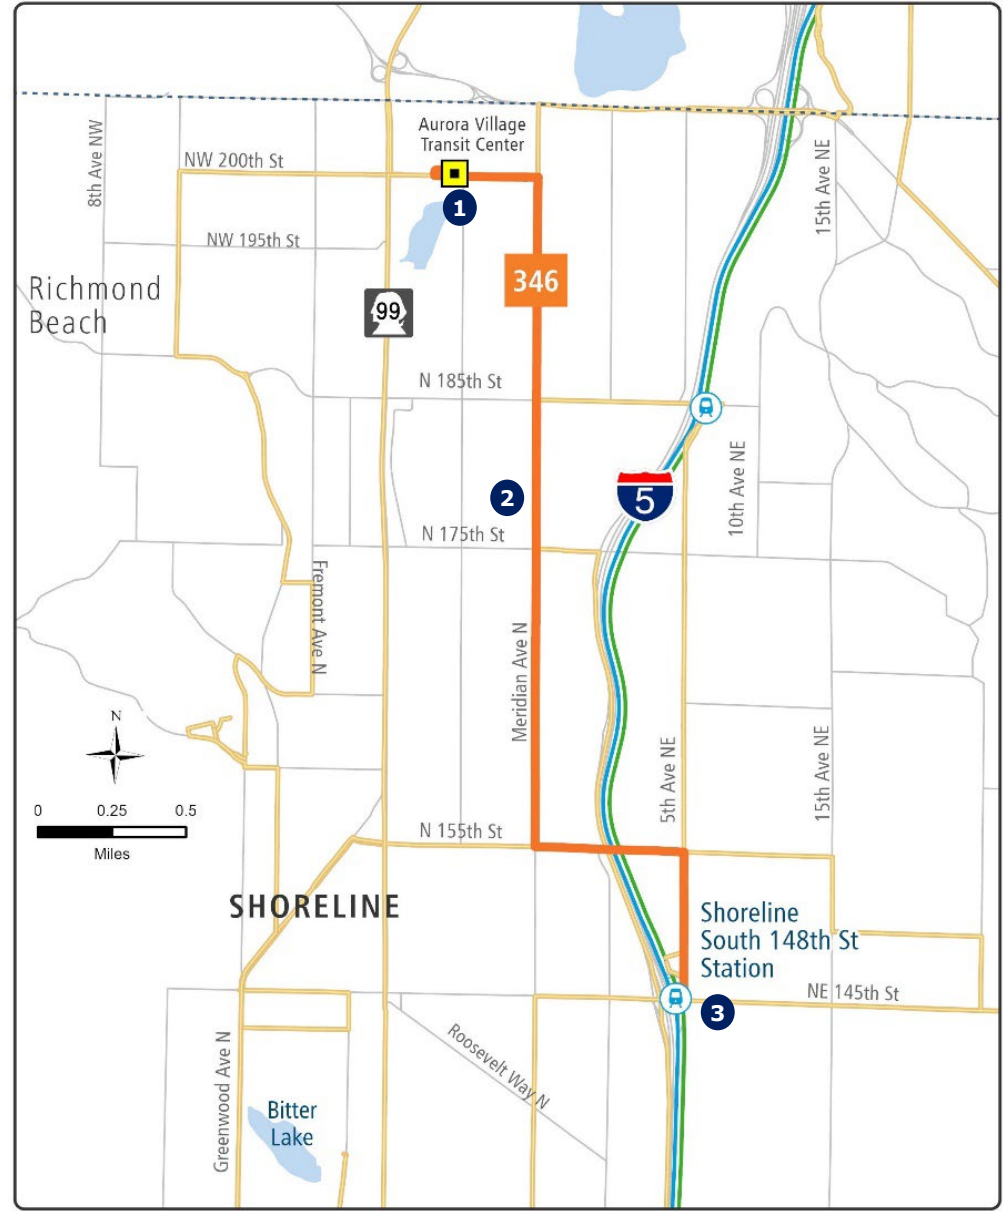 Aurora Village
Transit Center
8th Ave NW
NW 200th St
1
15th Ave NE
NW 195th St
Richmond
Beach
346
99
N 185th St
5
2
10th Ave NE
N 175th St
Fremont Ave N
Meridian Ave N
N
0 0.25 0.5
Miles
5th Ave NE
15th Ave NE
N 155th St
SHORELINE
Shoreline
South 148th St
Station
NE 145th St
3
Roosevelt Way N
Greenwood Ave N
Bitter
Lake